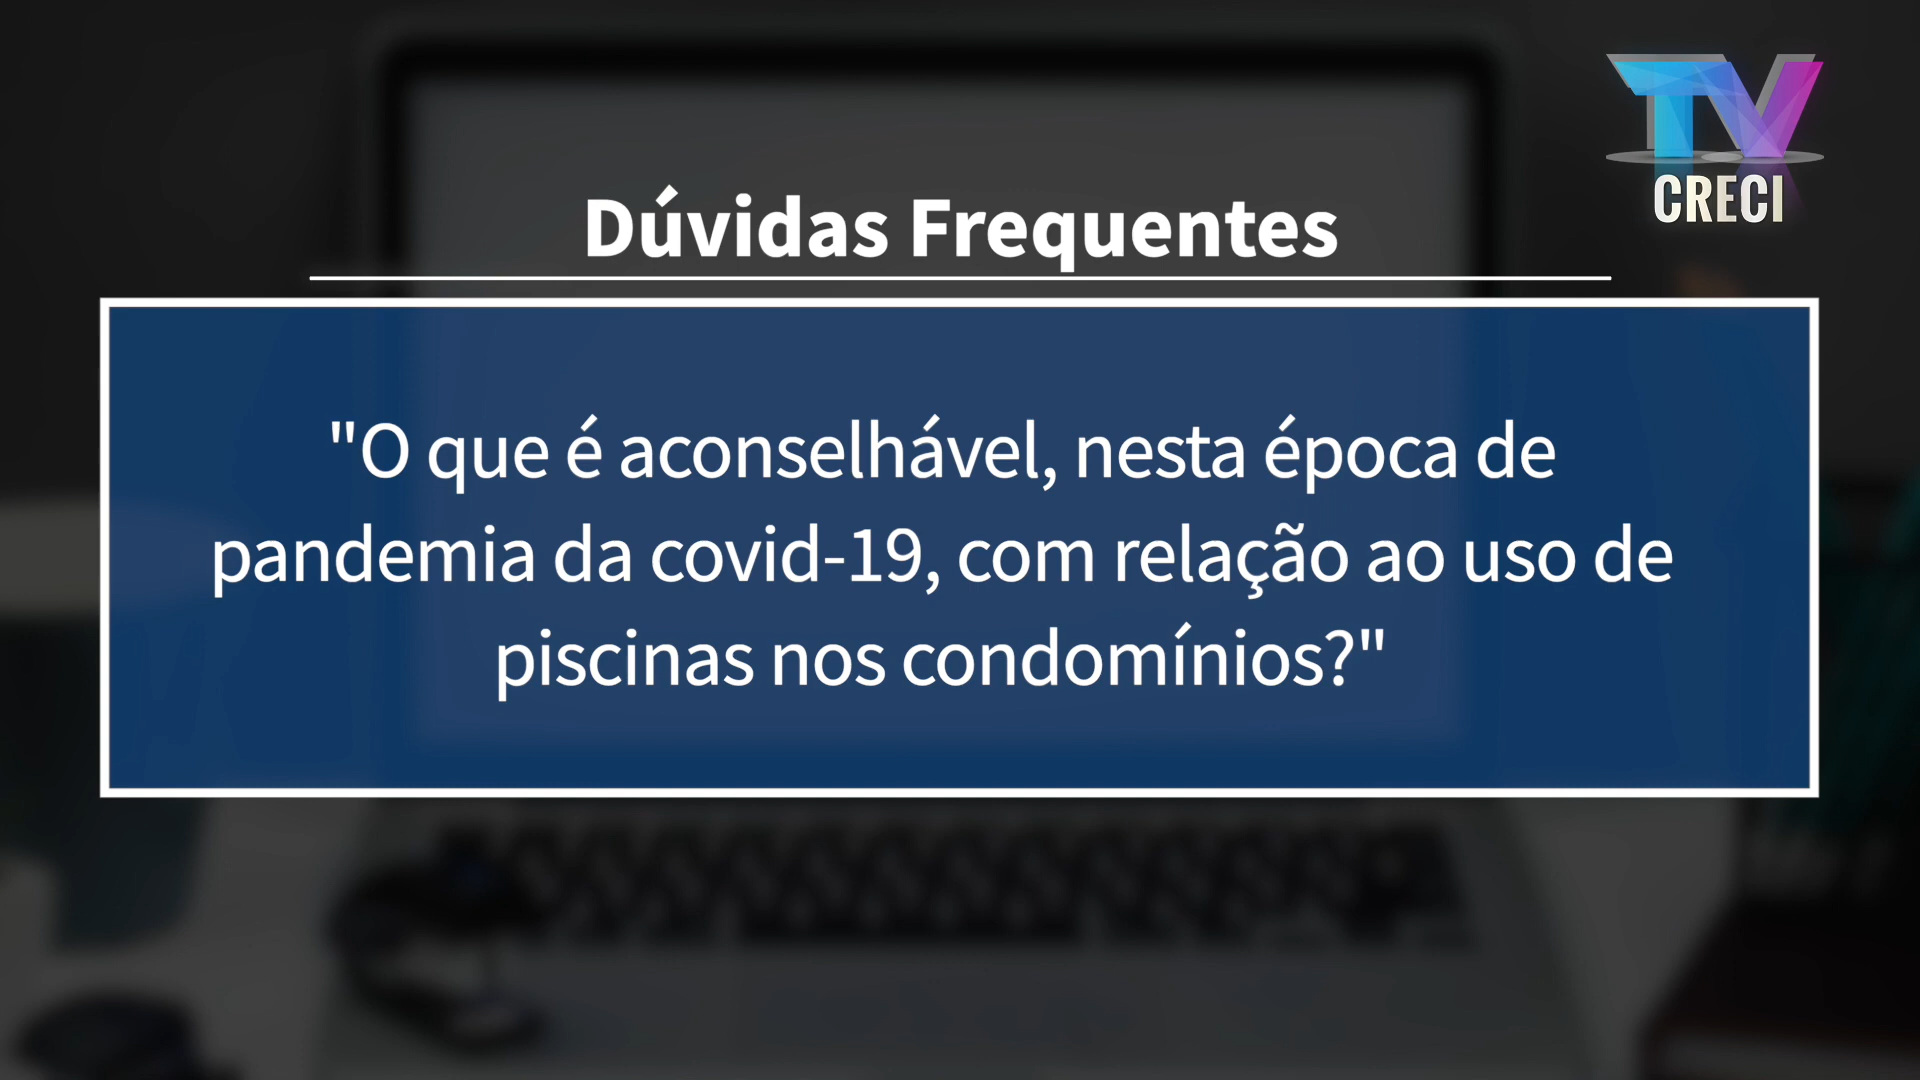 TV
CRECI
Dúvidas Frequentes
"O que é aconselhável, nesta época de
pandemia da covid-19, com relação ao uso de
piscinas nos condomínios?"